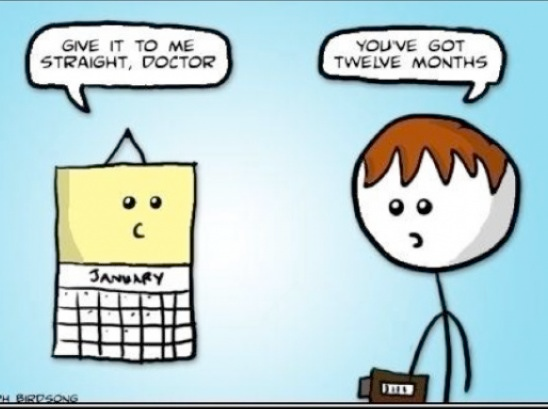 GIVE IT TO ME
STRAIGHT, DOCTOR
YOU'VE GOT
TWELVE MONTHS
JANUARY
H BIRDSONG